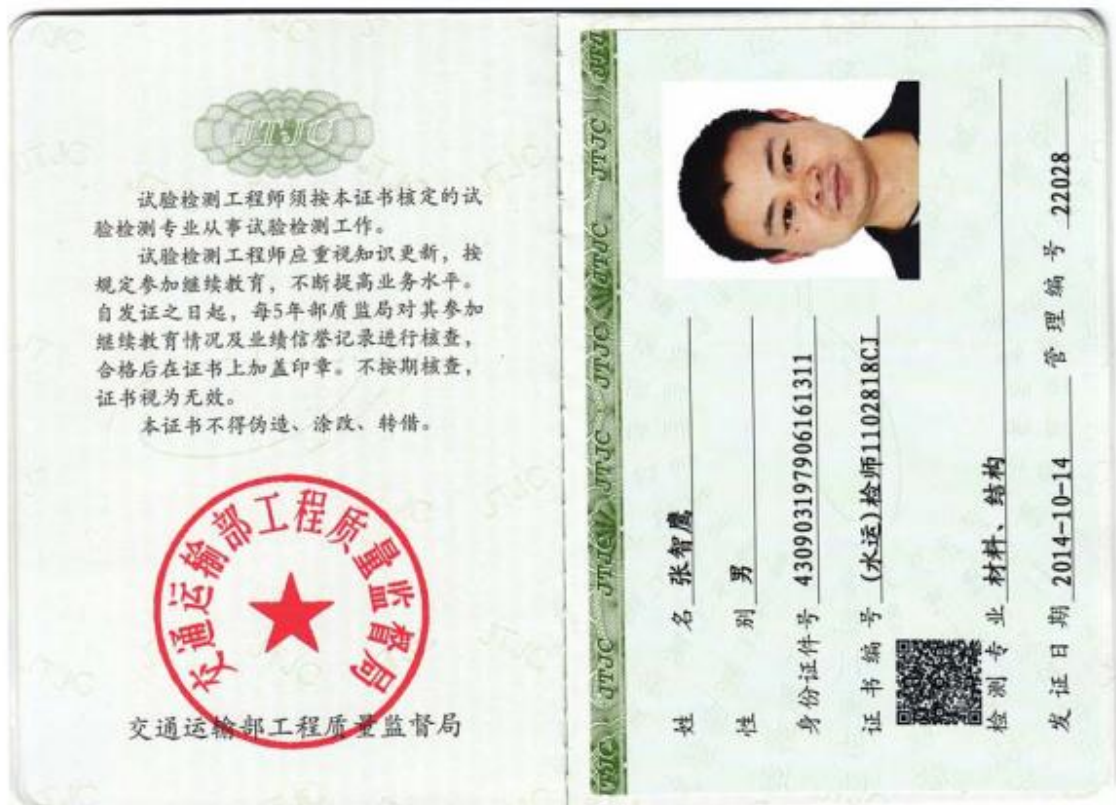 JTJC
试验检测工程师须按本证书核定的试
验检测专业从事试验检测工作。
试验检测工程师应重视知识更新，按
规定参加继续教育，不断提高业务水平。
自发证之日起，每5年部质监局对其参加
继续教育情况及业绩信誉记录进行核查，
合格后在证书上加盖印章。不按期核查，
证书视为无效。
本证书不得伪造、涂改、转借。
交通运输部工程质量监督局
交通运输部工程质量监督局
JTJC JTJC JTJC JTJC JTJC JTJC JTJC JTJ
姓 名 张智鹰
性 别 男
身份证件号 430903197906161311
证书编号 (水运)检师1102818CJ
检测专业 材料、结构
发证日期 2014-10-14 管理编号 22028